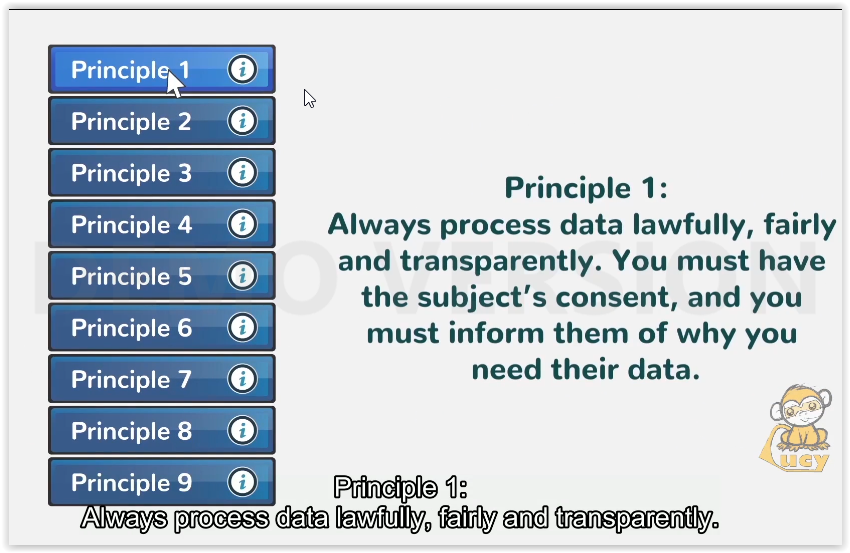 Principle 1
Principle 2
Principle 3
Principle 4
Principle 5
Principle 6
Principle 7
Principle 8
Principle 9
Principle 1:
Always process data lawfully, fairly
and transparently. You must have
the subject's consent, and you
must inform them of why you
need their data.
DEMO VERSION
Lucy
Principle 1:
Always process data lawfully, fairly and transparently.